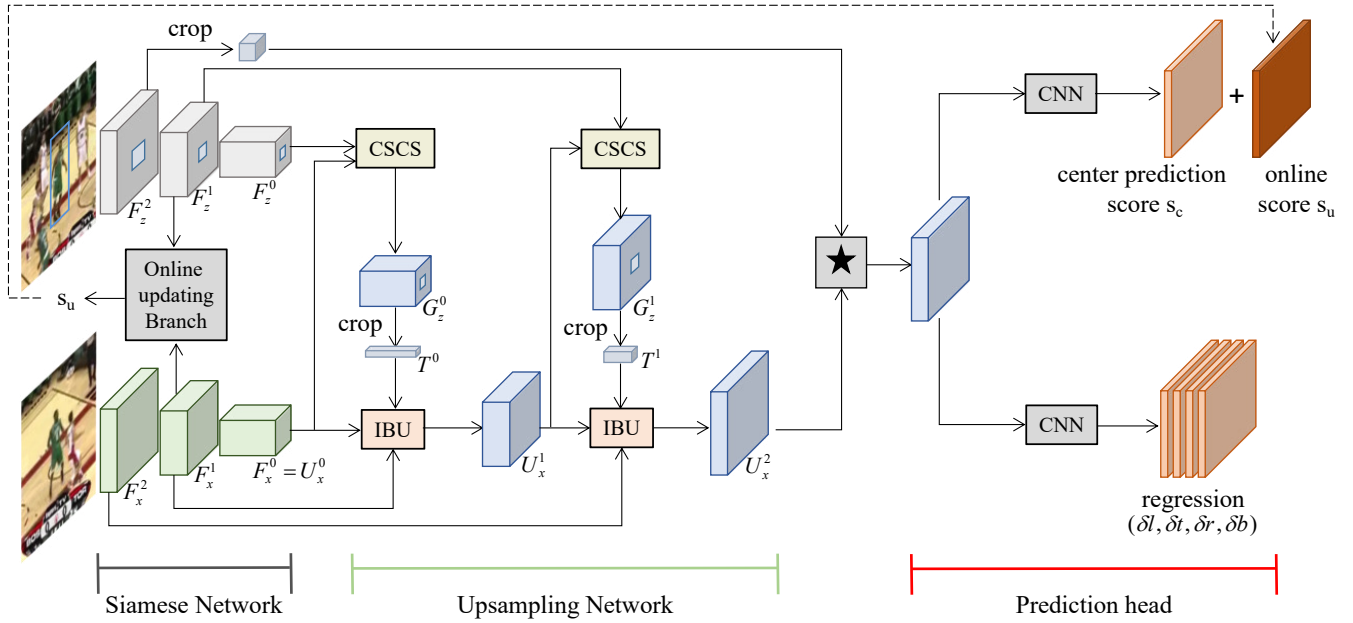 crop
CNN
+
CSCS
CSCS
F_z^2
F_z^1
F_z^0
center prediction
score s_c
online
score s_u
Online
updating
Branch
s_u
G_z^0
G_z^1
★
crop
crop
T^0
T^1
IBU
IBU
CNN
F_x^2
F_x^1
F_x^0 = U_x^0
U_x^1
U_x^2
regression
(δl, δt, δr, δb)
Siamese Network
Upsampling Network
Prediction head